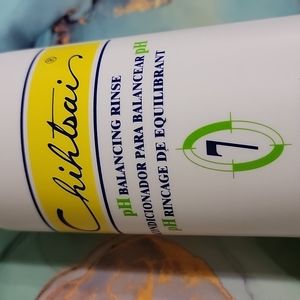 Chihtsai®
pH BALANCING RINSE
ACONDICIONADOR PARA BALANCEAR pH
pH RINCAGE DE EQUILIBRANT
7